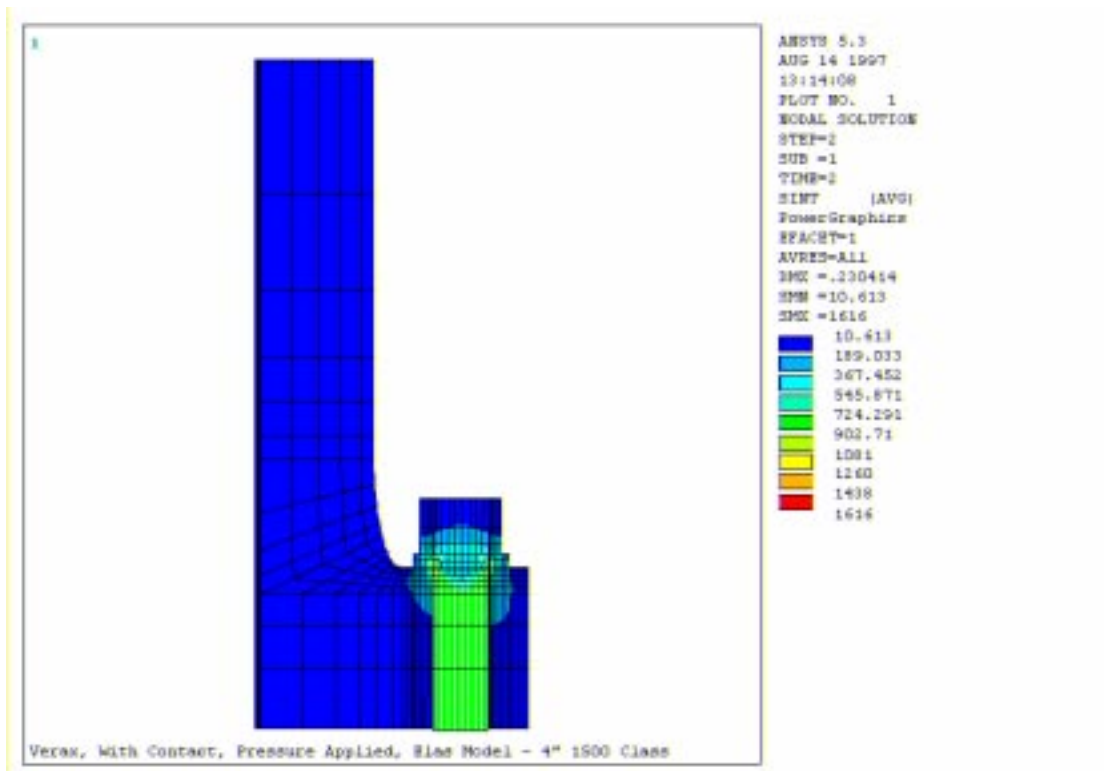 1
ANSYS 5.3
AUG 14 1997
13:14:08
PLOT NO. 1
NODAL SOLUTION
STEP=2
SUB =1
TIME=2
SINT (AVG)
PowerGraphics
EFACET=1
AVRES=All
DMX =.230414
SMN =10.613
SMX =1616
10.613
189.033
367.452
545.871
724.291
902.71
1081
1260
1438
1616
Verax, With Contact, Pressure Applied, Bias Model - 4" 1500 Class